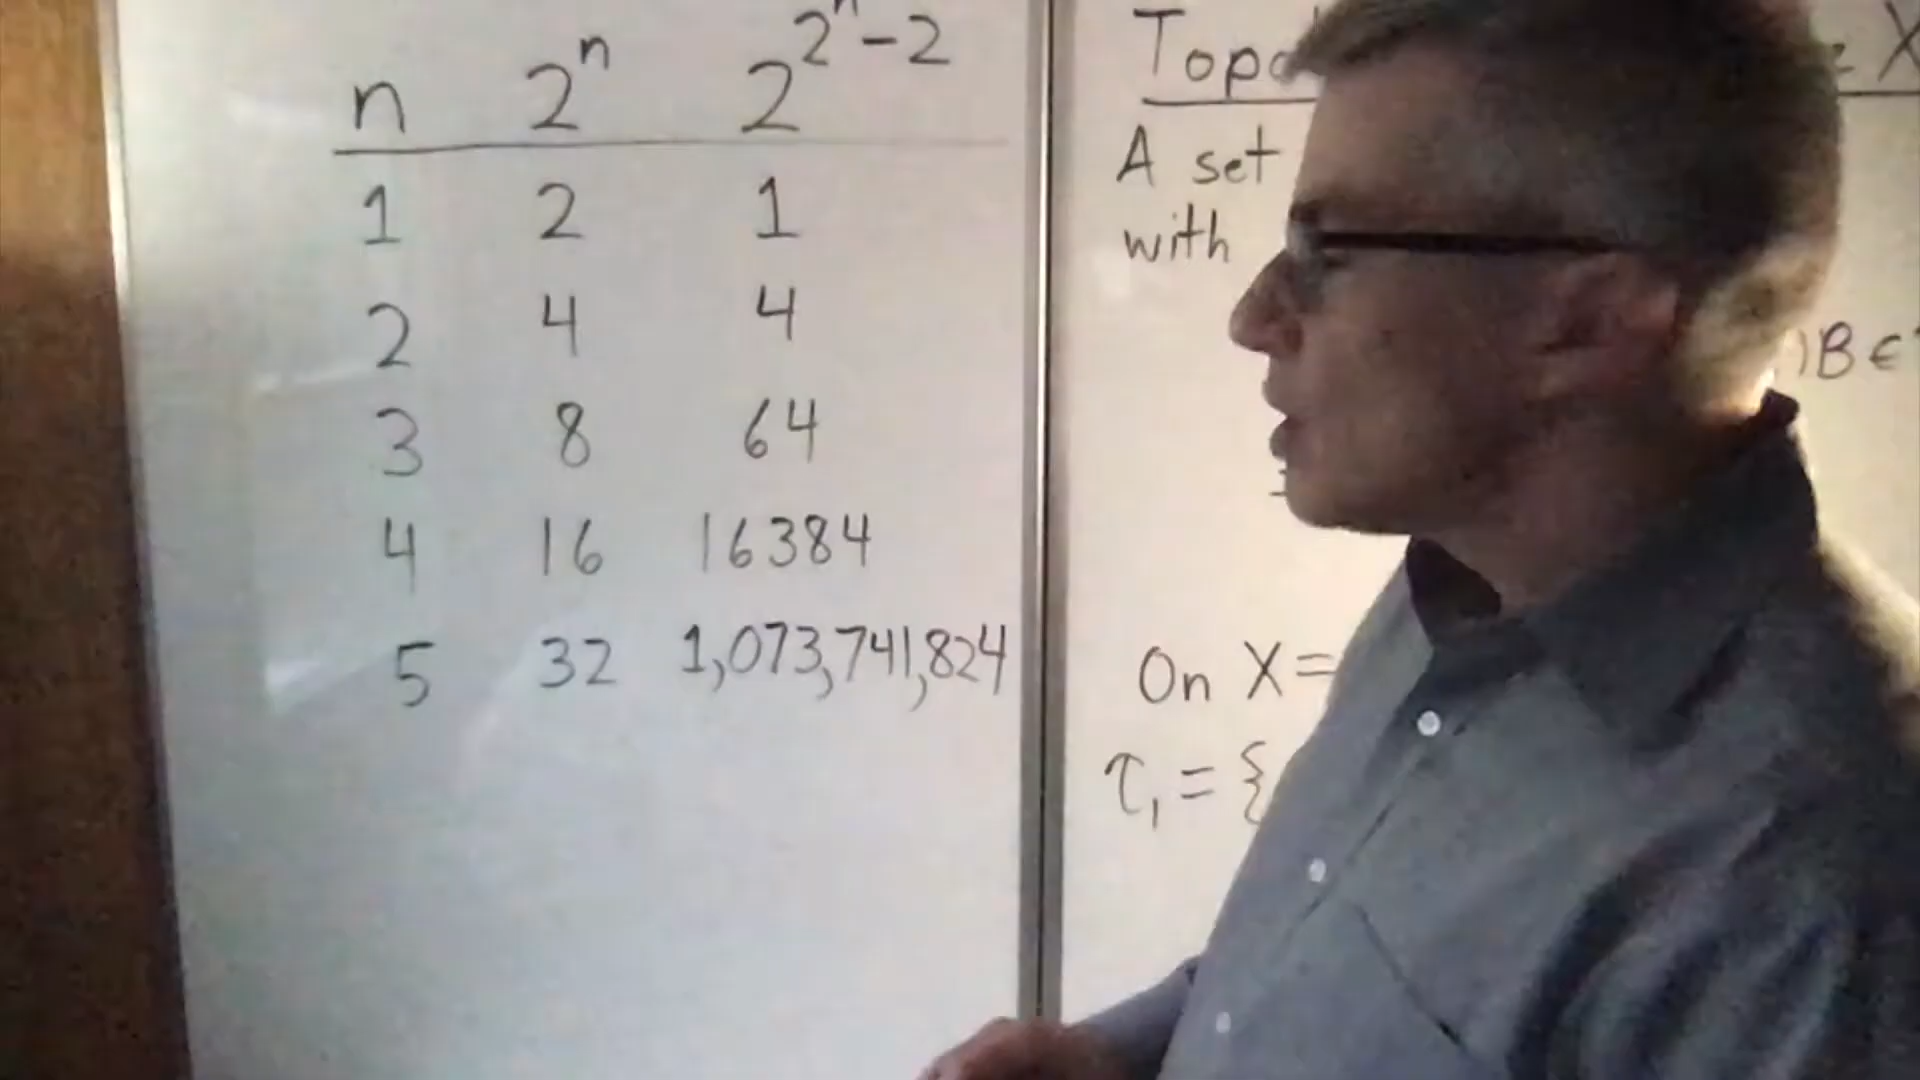 n 2^n 2^{2^n-2}
1 2 1
2 4 4
3 8 64
4 16 16384
5 32 1,073,741,824
X
A set
with
B ∈
On X =
τ₁ = {